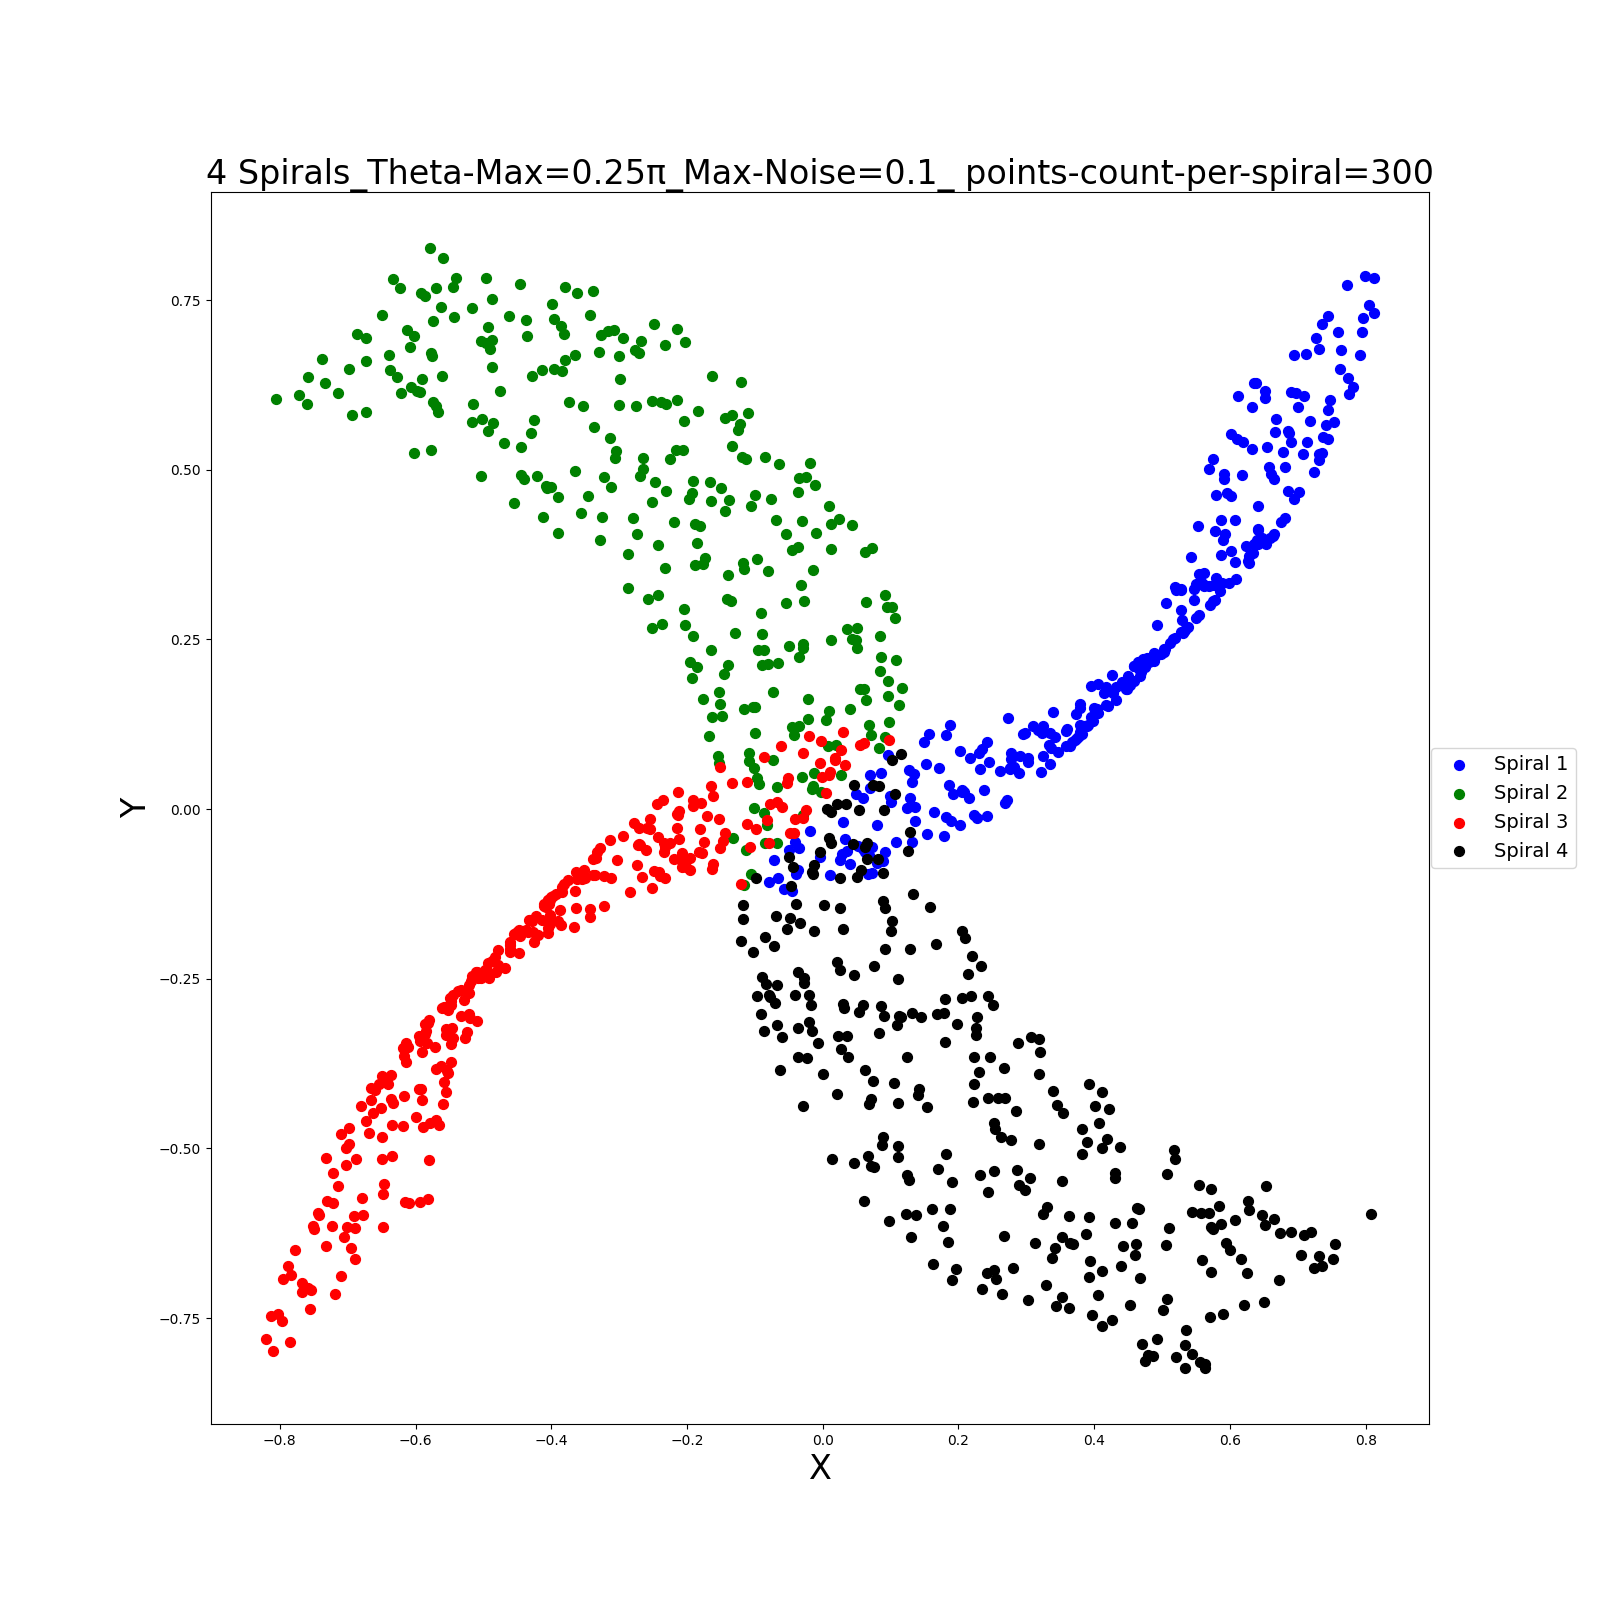 4 Spirals_Theta-Max=0.25π_Max-Noise=0.1_ points-count-per-spiral=300
Y
0.75
0.50
0.25
0.00
−0.25
−0.50
−0.75
Spiral 1
Spiral 2
Spiral 3
Spiral 4
−0.8 −0.6 −0.4 −0.2 0.0 0.2 0.4 0.6 0.8
X